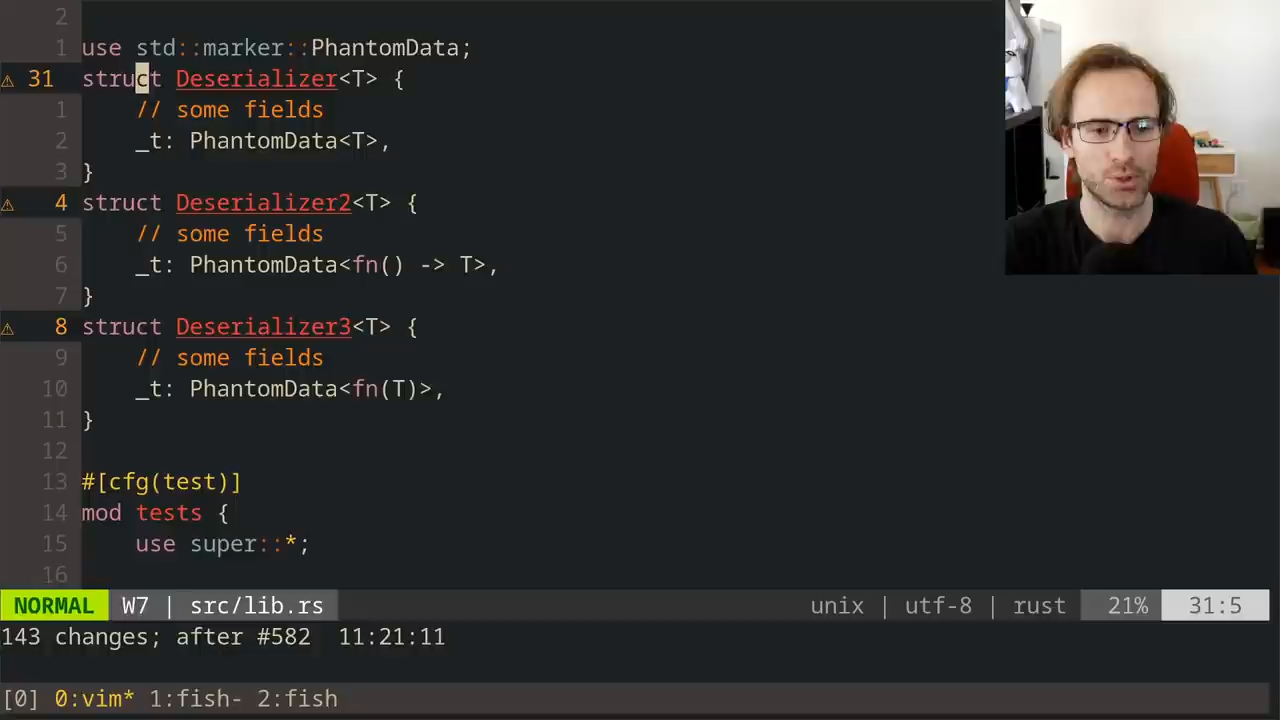 2
1 use std::marker::PhantomData;
⚠ 31 struct Deserializer<T> {
1 // some fields
2 _t: PhantomData<T>,
3 }
⚠ 4 struct Deserializer2<T> {
5 // some fields
6 _t: PhantomData<fn() -> T>,
7 }
⚠ 8 struct Deserializer3<T> {
9 // some fields
10 _t: PhantomData<fn(T)>,
11 }
12
13 #[cfg(test)]
14 mod tests {
15 use super::*;
16
NORMAL W7 | src/lib.rs unix | utf-8 | rust 21% 31:5
143 changes; after #582 11:21:11
[0] 0:vim* 1:fish- 2:fish